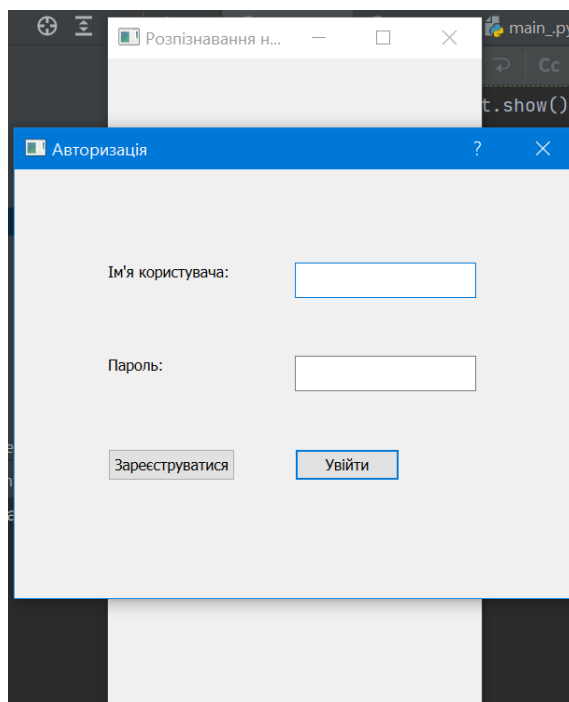 Розпізнавання н...
main_.py
Cc
t.show()
Авторизація
?
Ім'я користувача:
Пароль:
Зареєструватися
Увійти